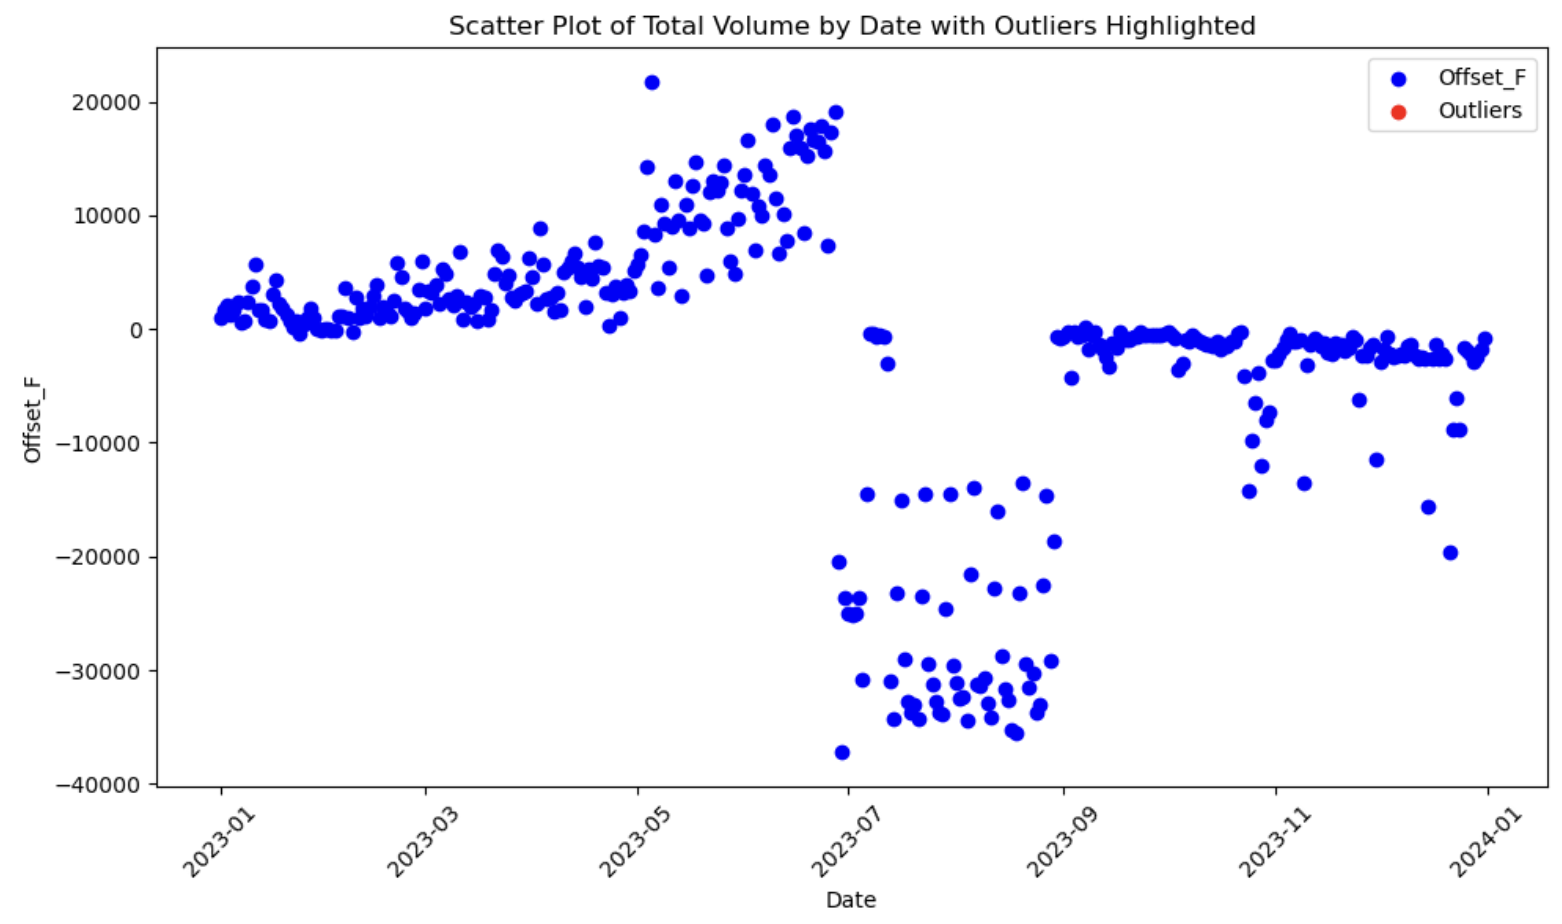 Scatter Plot of Total Volume by Date with Outliers Highlighted
Offset_F
Outliers
20000
10000
0
−10000
−20000
−30000
−40000
Offset_F
2023-01
2023-03
2023-05
2023-07
2023-09
2023-11
2024-01
Date